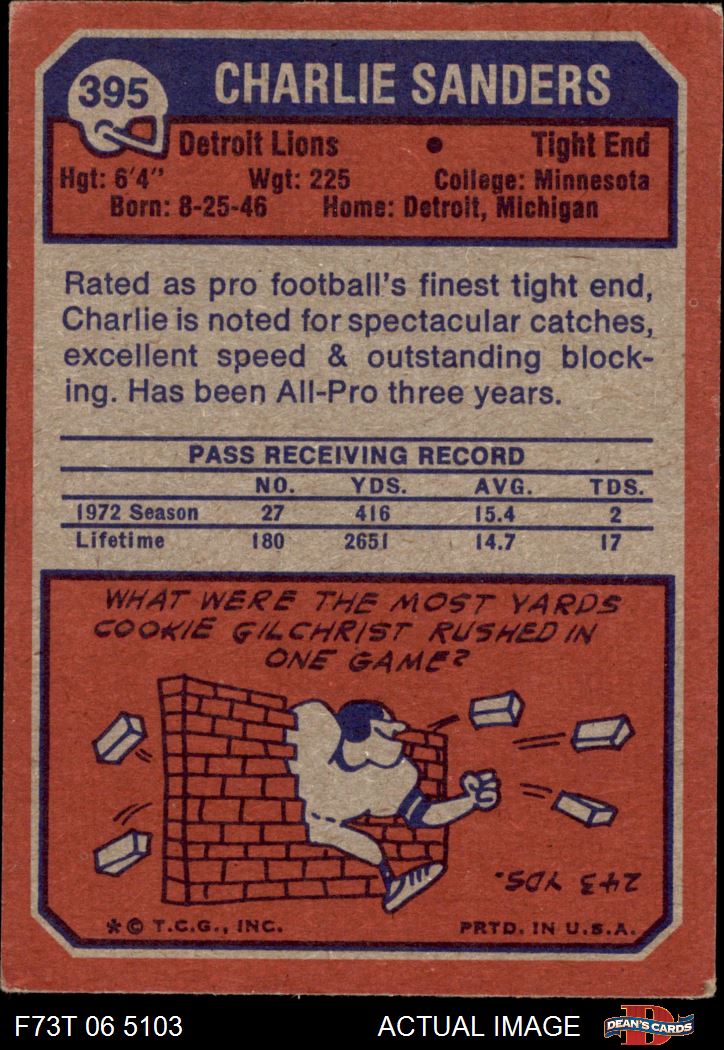 395
CHARLIE SANDERS
Detroit Lions • Tight End
Hgt: 6'4" Wgt: 225 College: Minnesota
Born: 8-25-46 Home: Detroit, Michigan
Rated as pro football's finest tight end,
Charlie is noted for spectacular catches,
excellent speed & outstanding block-
ing. Has been All-Pro three years.
PASS RECEIVING RECORD
NO. YDS. AVG. TDS.
1972 Season 27 416 15.4 2
Lifetime 180 2651 14.7 17
WHAT WERE THE MOST YARDS
COOKIE GILCHRIST RUSHED IN
ONE GAME?
243 YDS.
* © T.C.G., INC. PRTD. IN U.S.A.
F73T 06 5103 ACTUAL IMAGE DEAN'S CARDS